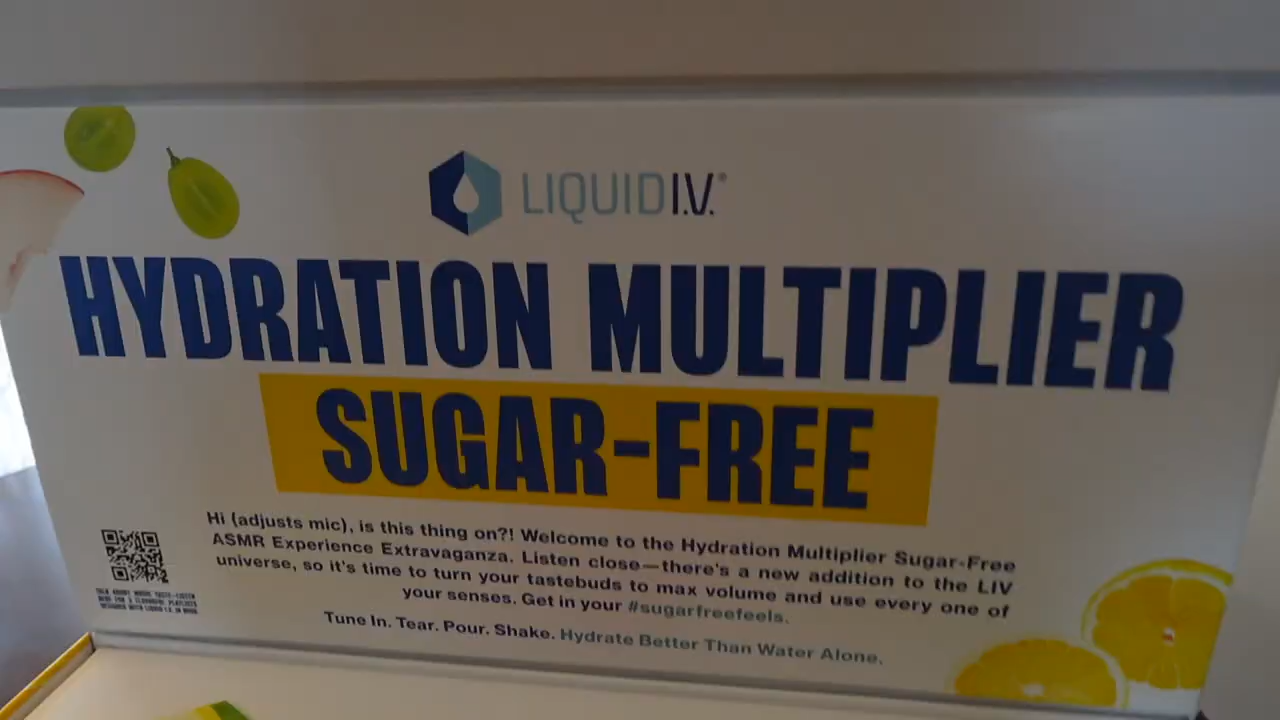 LIQUID I.V.®
HYDRATION MULTIPLIER
SUGAR-FREE
Hi (adjusts mic), is this thing on?! Welcome to the Hydration Multiplier Sugar-Free
ASMR Experience Extravaganza. Listen close—there's a new addition to the LIV
universe, so it's time to turn your tastebuds to max volume and use every one of
your senses. Get in your #sugarfreefeels.
Tune In. Tear. Pour. Shake. Hydrate Better Than Water Alone.